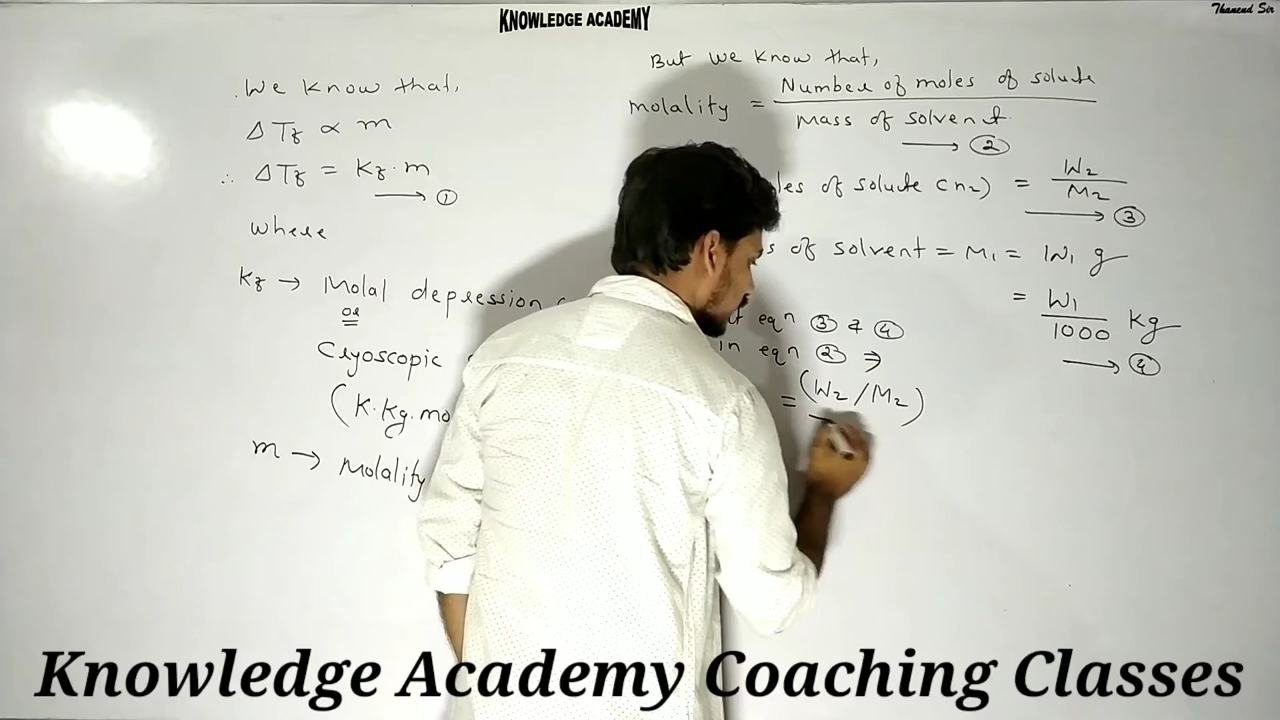 KNOWLEDGE ACADEMY
Thanend Sir
We know that,
ΔTf ∝ m
∴ ΔTf = Kf·m
→ ①
where
Kf → Molal depression
or
Cryoscopic
(K·Kg·mo
m → Molality
But we know that,
molality = Number of moles of solute
Mass of solvent
→ ②
les of solute (n2) = W2
M2
→ ③
s of solvent = M1 = W1 g
= W1
1000 Kg
→ ④
eqn ③ & ④
in eqn ② ⇒
= (W2/M2)
Knowledge Academy Coaching Classes